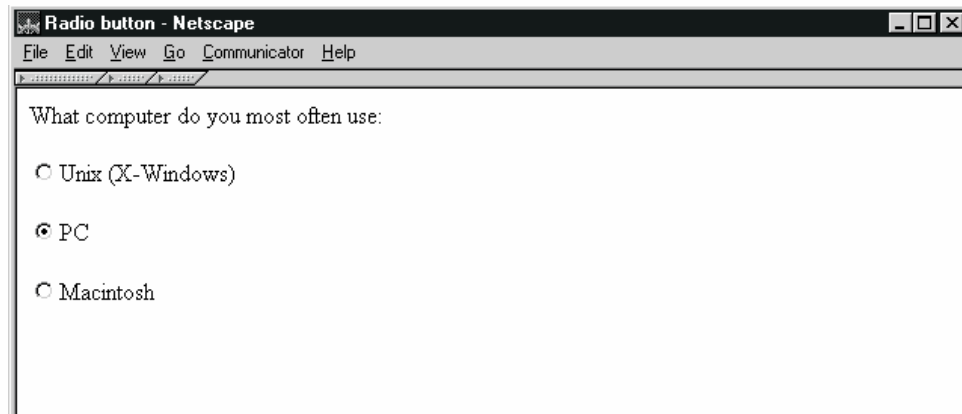 Radio button - Netscape
File Edit View Go Communicator Help
What computer do you most often use:
Unix (X-Windows)
PC
Macintosh